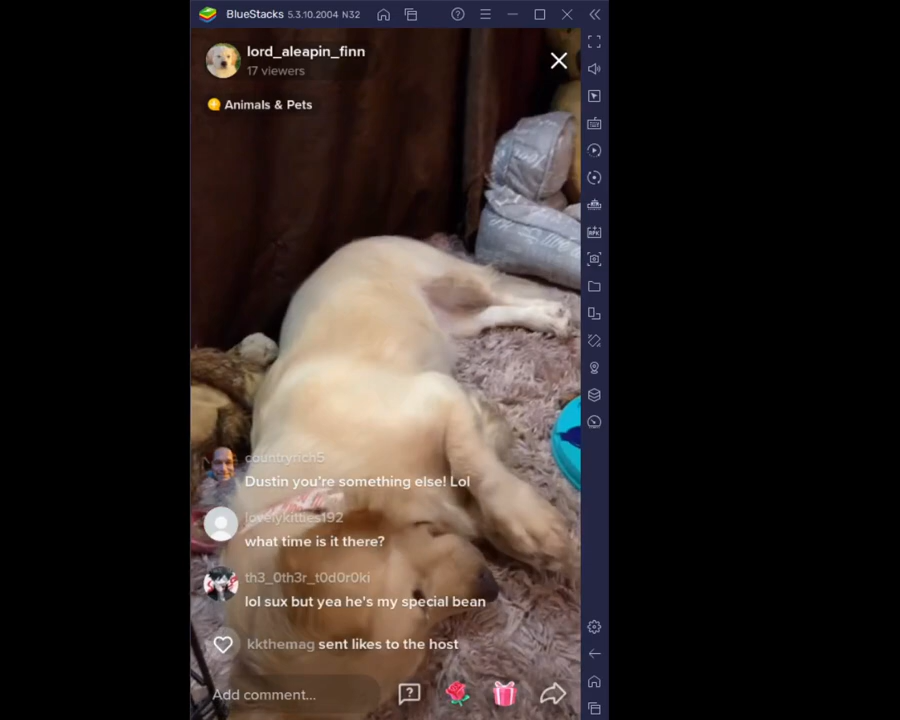 BlueStacks 5.3.10.2004 N32
lord_aleapin_finn
17 viewers
Animals & Pets
countryrich5
Dustin you're something else! Lol
lovelykitties192
what time is it there?
th3_0th3r_t0d0r0ki
lol sux but yea he's my special bean
kkthemag sent likes to the host
Add comment...